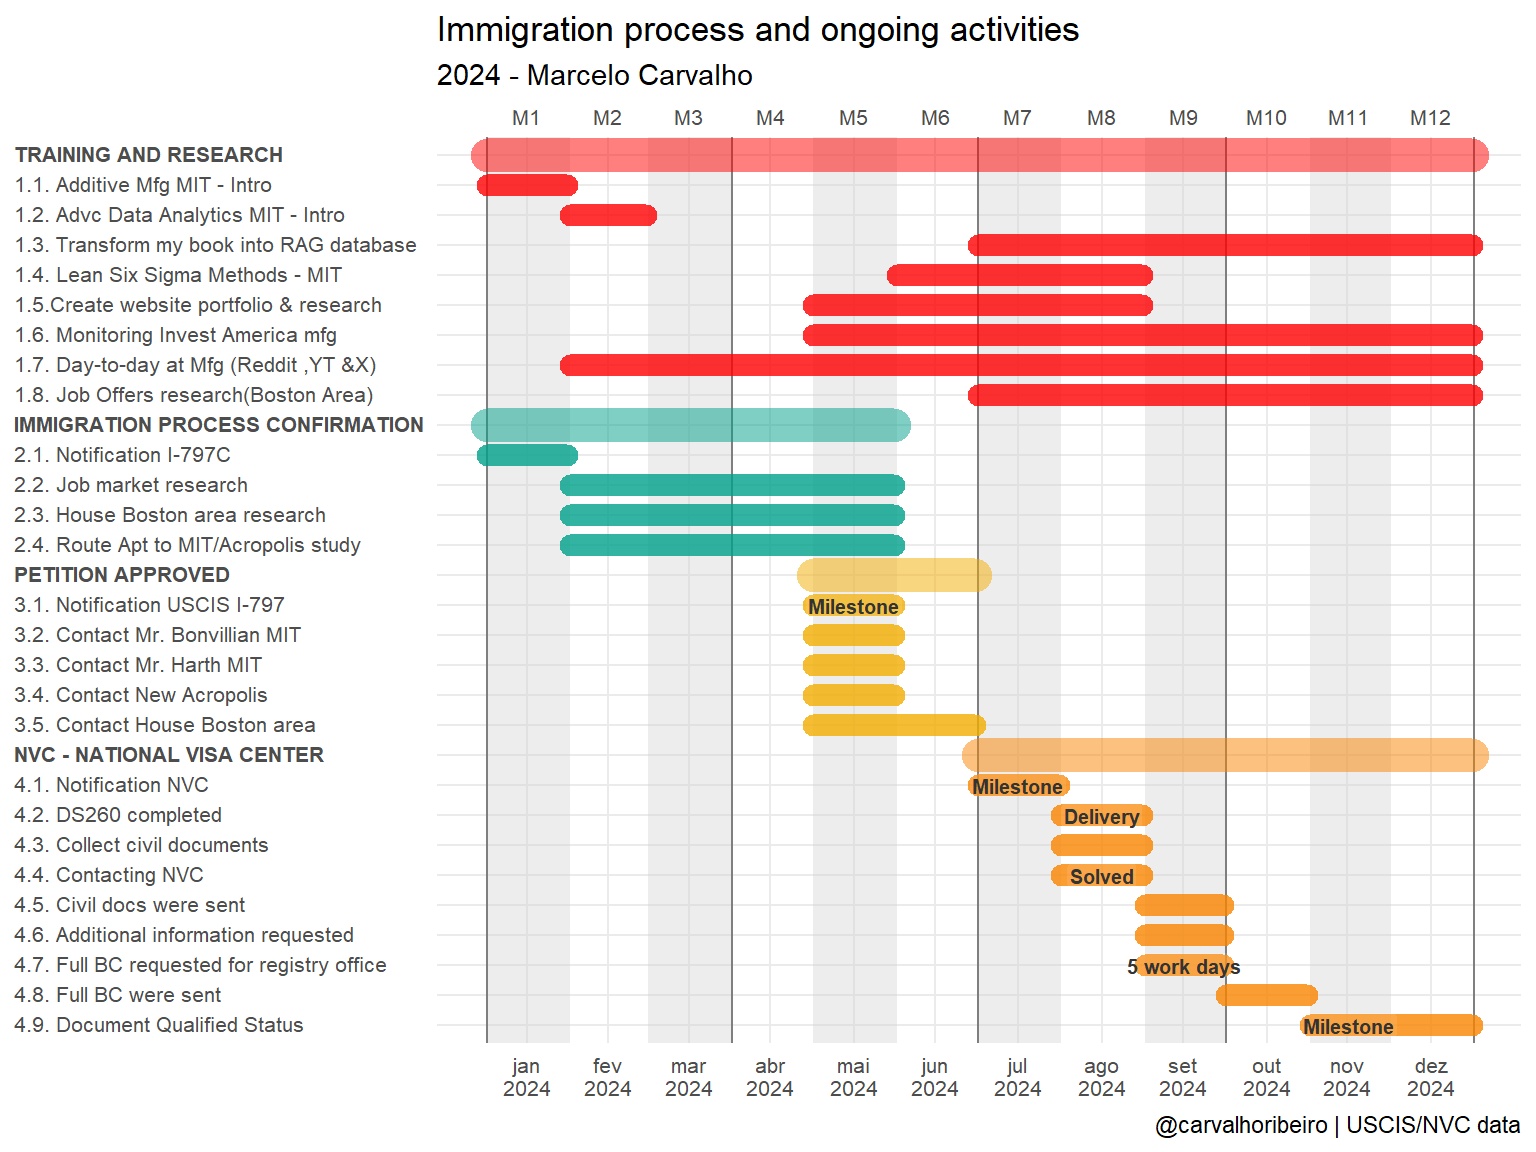 Immigration process and ongoing activities
2024 - Marcelo Carvalho
M1 M2 M3 M4 M5 M6 M7 M8 M9 M10 M11 M12
TRAINING AND RESEARCH
1.1. Additive Mfg MIT - Intro
1.2. Advc Data Analytics MIT - Intro
1.3. Transform my book into RAG database
1.4. Lean Six Sigma Methods - MIT
1.5.Create website portfolio & research
1.6. Monitoring Invest America mfg
1.7. Day-to-day at Mfg (Reddit ,YT &X)
1.8. Job Offers research(Boston Area)
IMMIGRATION PROCESS CONFIRMATION
2.1. Notification I-797C
2.2. Job market research
2.3. House Boston area research
2.4. Route Apt to MIT/Acropolis study
PETITION APPROVED
3.1. Notification USCIS I-797 Milestone
3.2. Contact Mr. Bonvillian MIT
3.3. Contact Mr. Harth MIT
3.4. Contact New Acropolis
3.5. Contact House Boston area
NVC - NATIONAL VISA CENTER
4.1. Notification NVC Milestone
4.2. DS260 completed Delivery
4.3. Collect civil documents
4.4. Contacting NVC Solved
4.5. Civil docs were sent
4.6. Additional information requested
4.7. Full BC requested for registry office 5 work days
4.8. Full BC were sent
4.9. Document Qualified Status Milestone
jan fev mar abr mai jun jul ago set out nov dez
2024 2024 2024 2024 2024 2024 2024 2024 2024 2024 2024 2024
@carvalhoribeiro | USCIS/NVC data